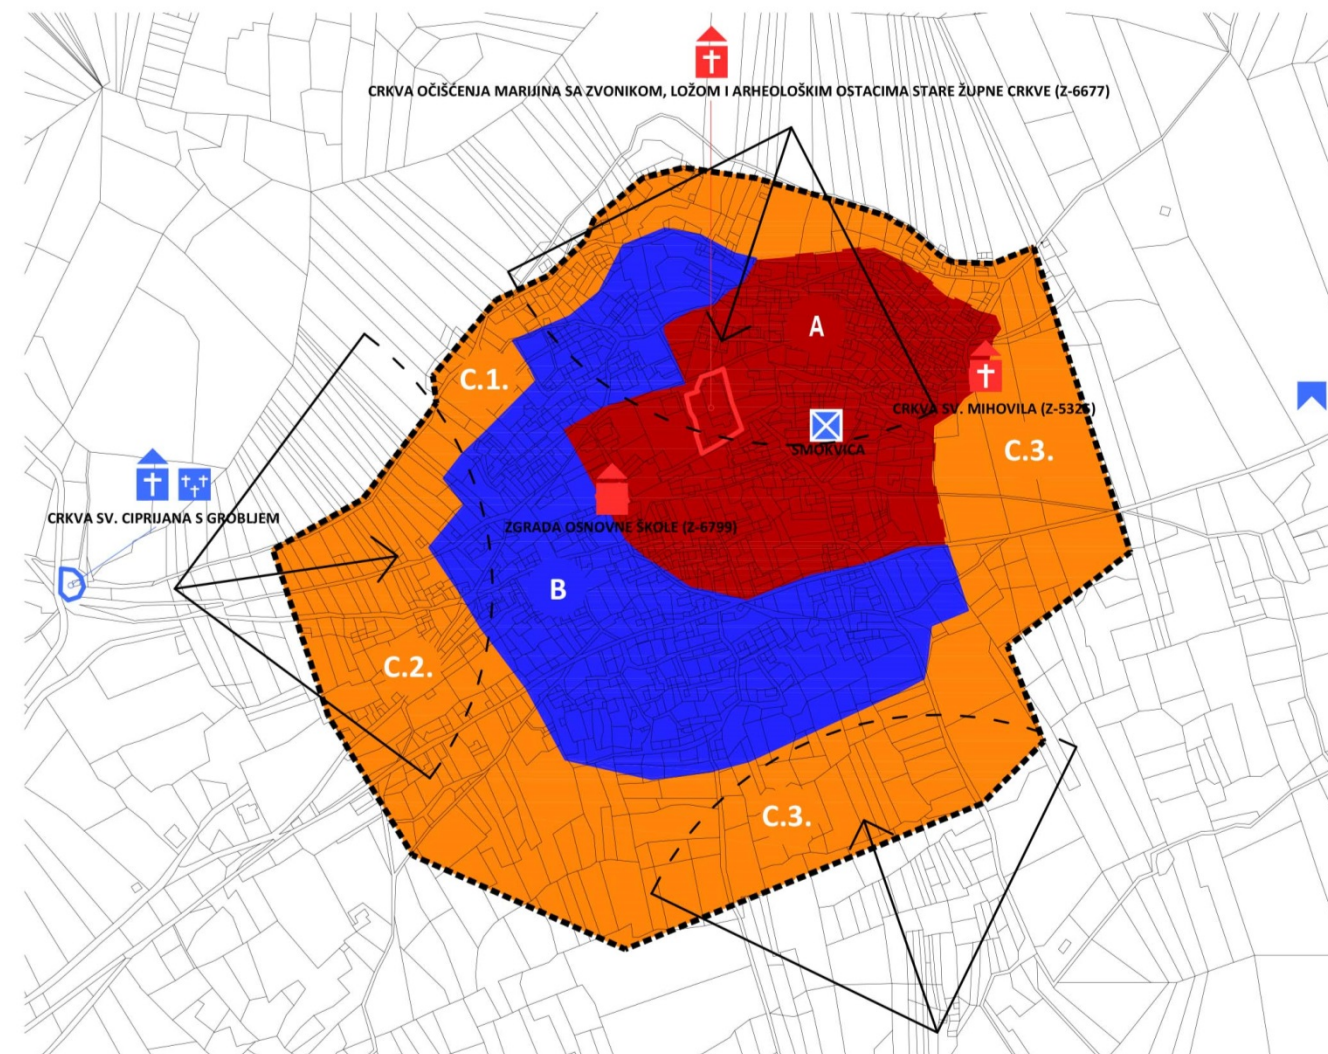 CRKVA OČIŠĆENJA MARIJINA SA ZVONIKOM, LOŽOM I ARHEOLOŠKIM OSTACIMA STARE ŽUPNE CRKVE (Z-6677)
A
C.1.
CRKVA SV. MIHOVILA (Z-5325)
SMOKVICA
C.3.
CRKVA SV. CIPRIJANA S GROBLJEM
ZGRADA OSNOVNE ŠKOLE (Z-6799)
B
C.2.
C.3.